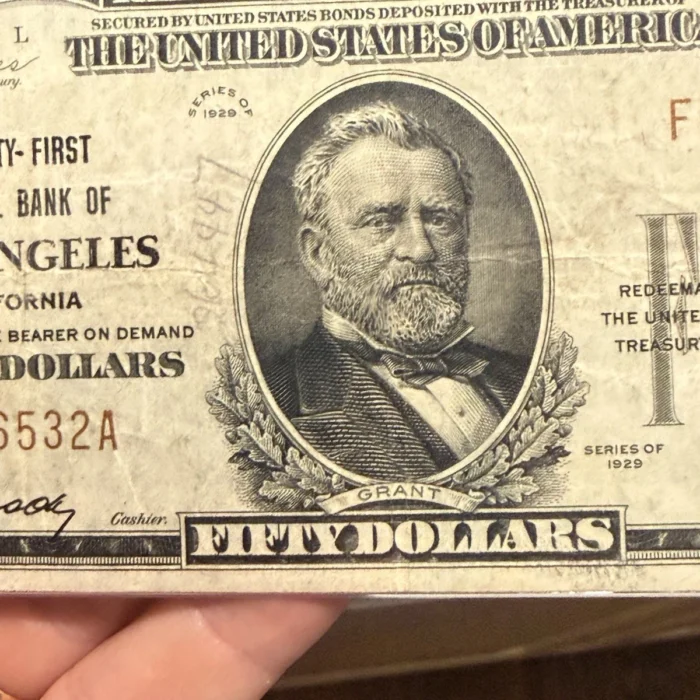 SECURED BY UNITED STATES BONDS DEPOSITED WITH THE TREASURER OF
L
THE UNITED STATES OF AMERIC
SERIES OF
1929
F
TY-FIRST
L BANK OF
NGELES
FORNIA
E BEARER ON DEMAND
DOLLARS
6532A
Cashier.
REDEEMA
THE UNITE
TREASUR
SERIES OF
1929
GRANT
FIFTY DOLLARS